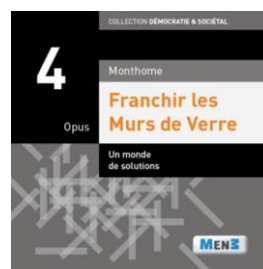 COLLECTION DÉMOCRATIE & SOCIÉTAL
4
Opus
Monthome
Franchir les
Murs de Verre
Un monde
de solutions
MEN3